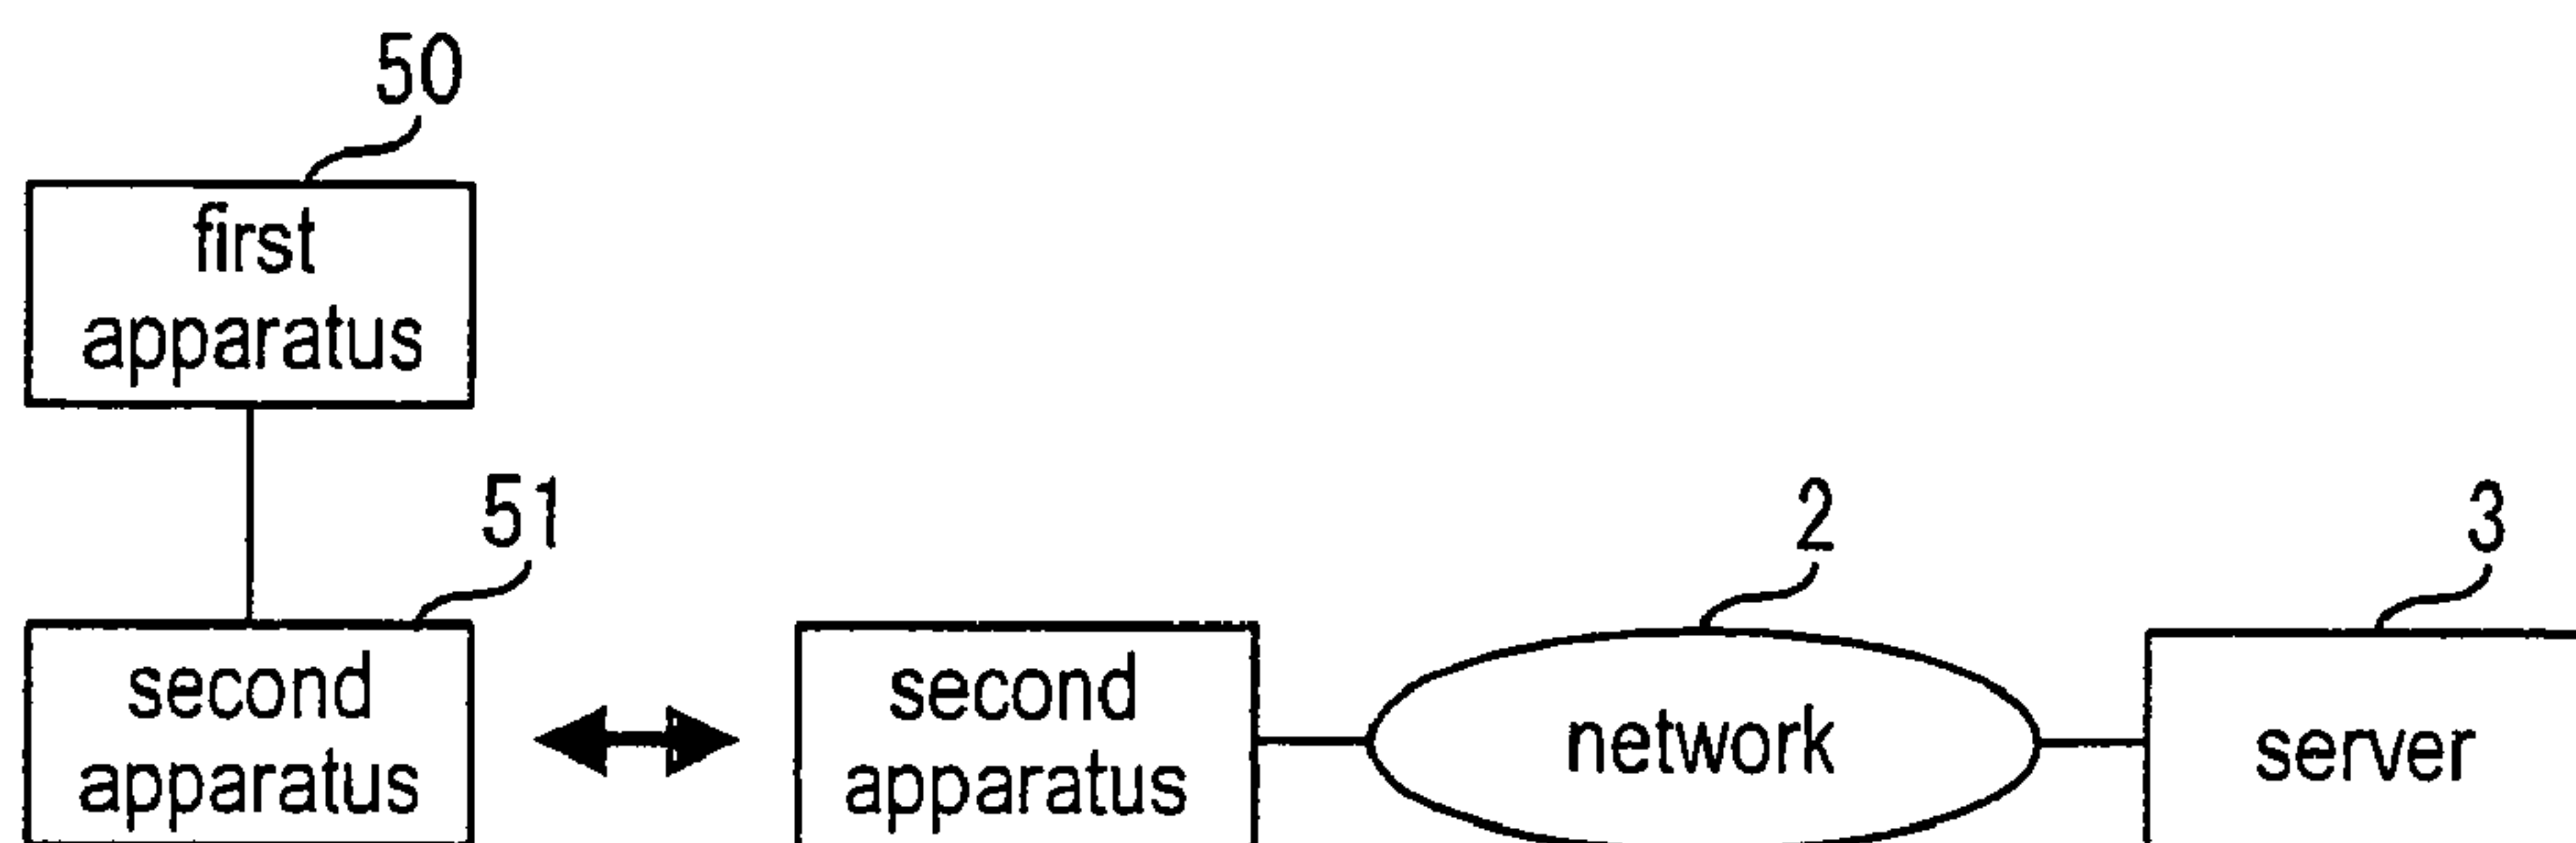 50
first
apparatus
51
second
apparatus
second
apparatus
2
network
3
server